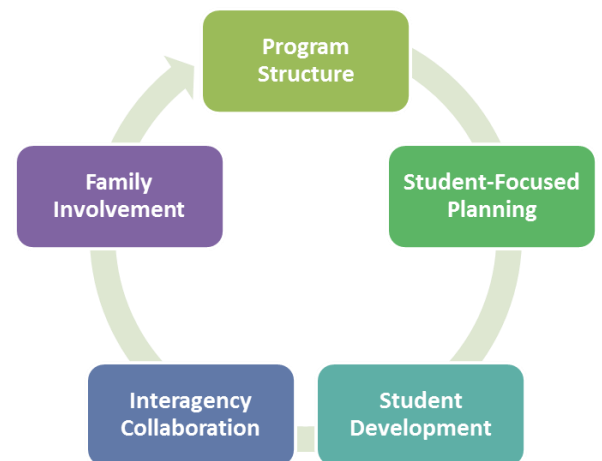 Program
Structure
Student-Focused
Planning
Student
Development
Interagency
Collaboration
Family
Involvement